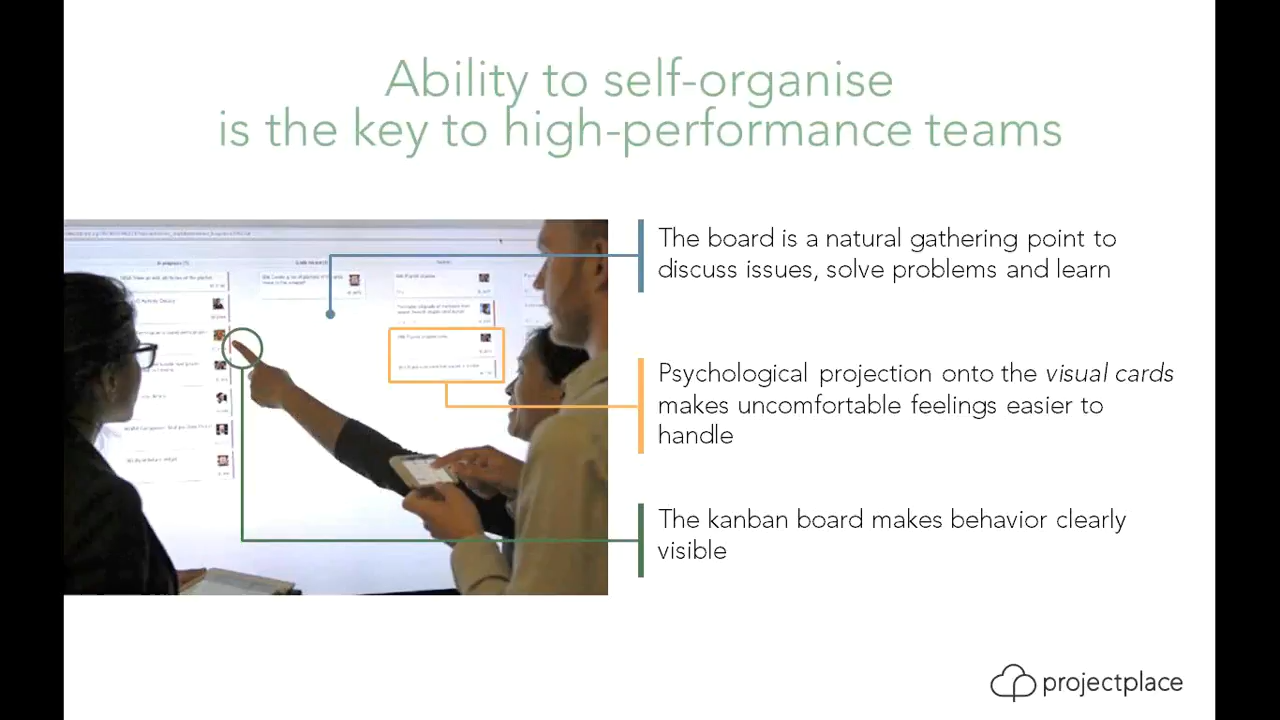 Ability to self-organise
is the key to high-performance teams
The board is a natural gathering point to
discuss issues, solve problems and learn
Psychological projection onto the visual cards
makes uncomfortable feelings easier to
handle
The kanban board makes behavior clearly
visible
projectplace